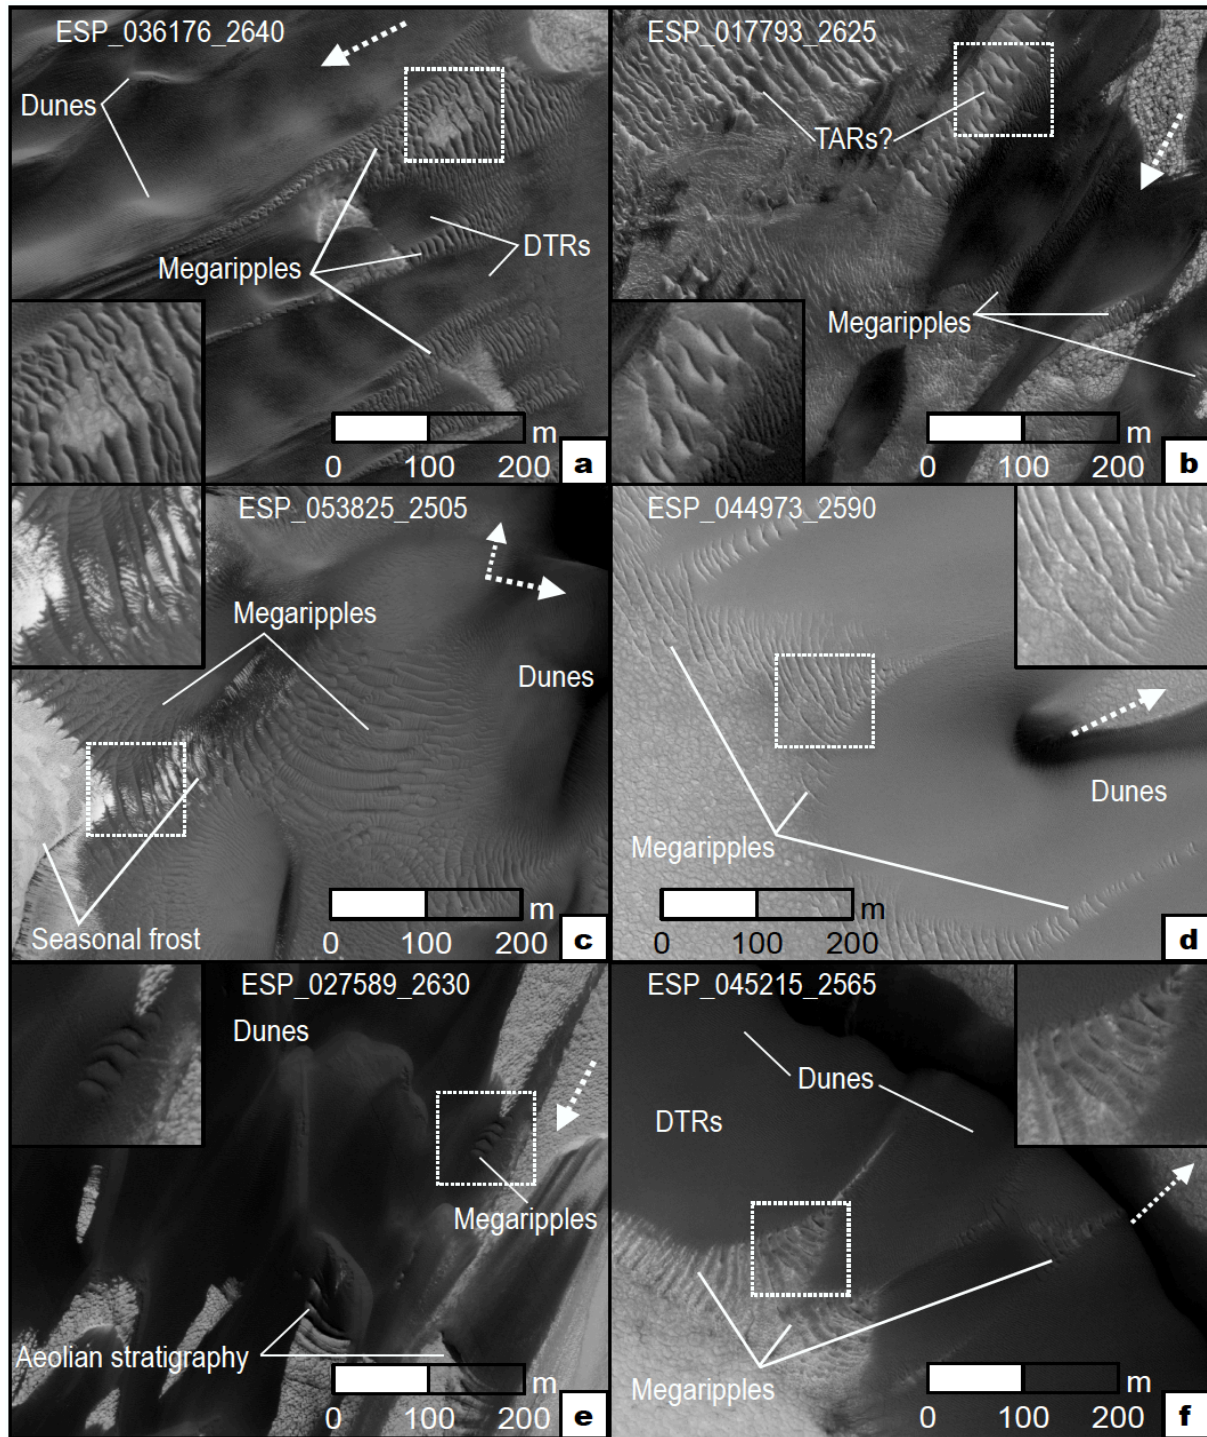 ESP_036176_2640
Dunes
Megaripples
DTRs
m
0 100 200
a
ESP_017793_2625
TARs?
Megaripples
m
0 100 200
b
ESP_053825_2505
Megaripples
Dunes
Seasonal frost
m
0 100 200
c
ESP_044973_2590
Dunes
Megaripples
m
0 100 200
d
ESP_027589_2630
Dunes
Megaripples
Aeolian stratigraphy
m
0 100 200
e
ESP_045215_2565
Dunes
DTRs
Megaripples
m
0 100 200
f